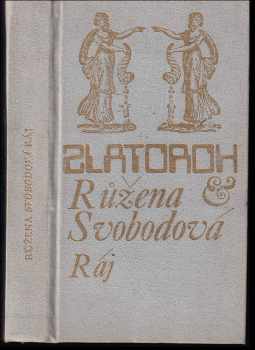 RŮŽENA SVOBODOVÁ / RÁJ
ZLATOROH
Růžena &
Svobodová
Ráj